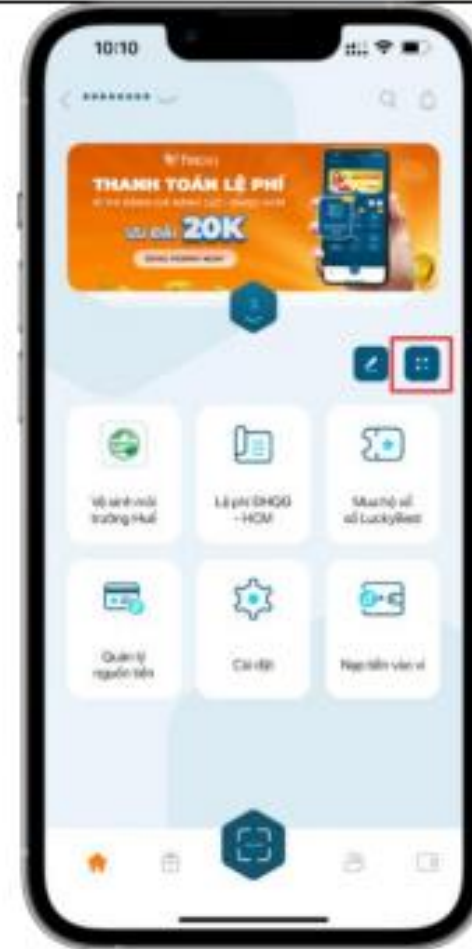 10:10
********
THANH TOÁN LỆ PHÍ
ƯU ĐÃI 20K
Vệ sinh môi
trường Huế
Lệ phí ĐHQG
- HCM
Mua hộ số
số LuckyBest
Quản lý
nguồn tiền
Cài đặt
Nạp tiền vào ví